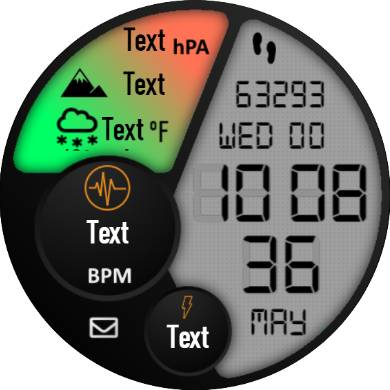 Text hPA
Text
Text °F
Text
BPM
Text
63293
WED 00
10 08
36
MAY